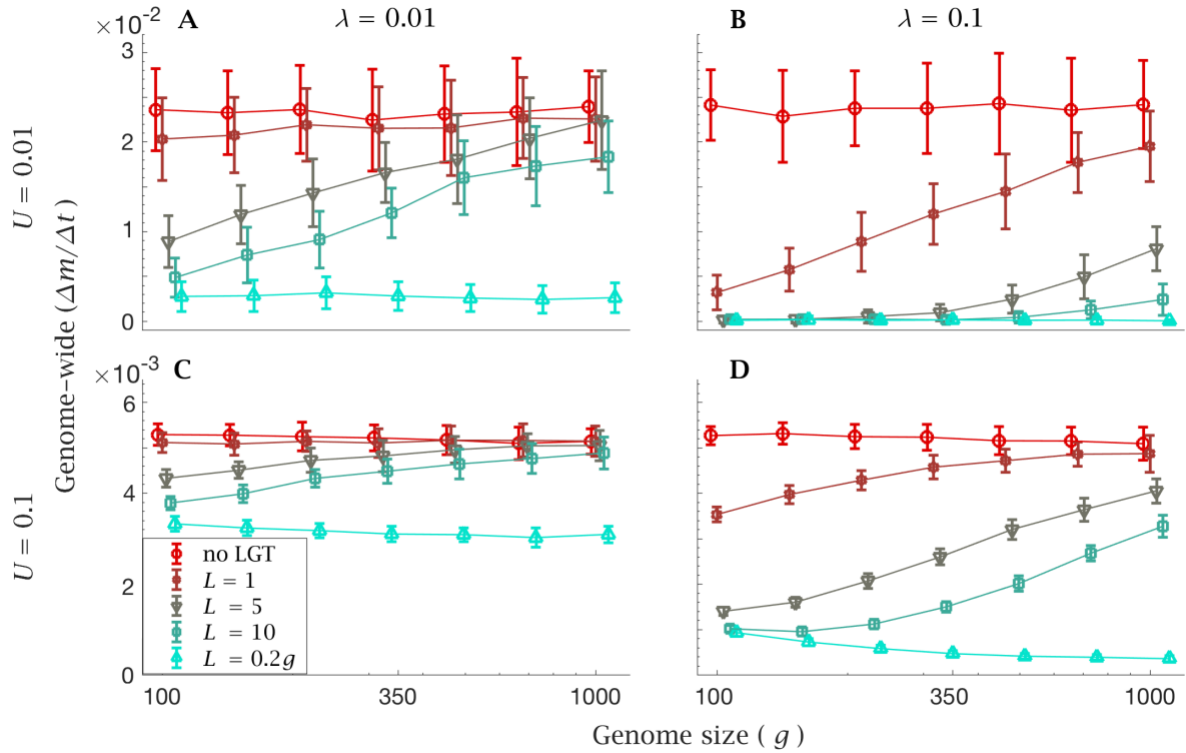 A
λ = 0.01
B
λ = 0.1
×10⁻²
3
2
1
0
U = 0.01
Genome-wide (Δm/Δt)
C
D
×10⁻³
6
4
2
0
U = 0.1
no LGT
L = 1
L = 5
L = 10
L = 0.2g
100
350
1000
100
350
1000
Genome size ( g )